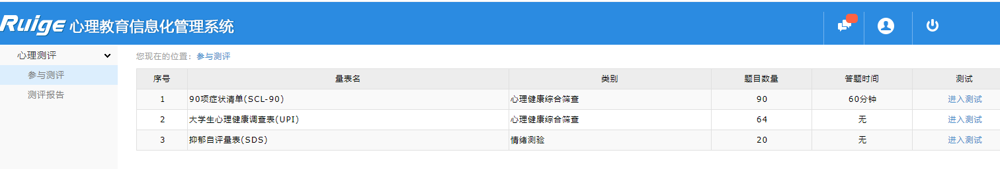 Ruige 心理教育信息化管理系统
心理测评
参与测评
测评报告
您现在的位置：参与测评
序号 量表名 类别 题目数量 答题时间 测试
1 90项症状清单(SCL-90) 心理健康综合筛查 90 60分钟 进入测试
2 大学生心理健康调查表(UPI) 心理健康综合筛查 64 无 进入测试
3 抑郁自评量表(SDS) 情绪测验 20 无 进入测试